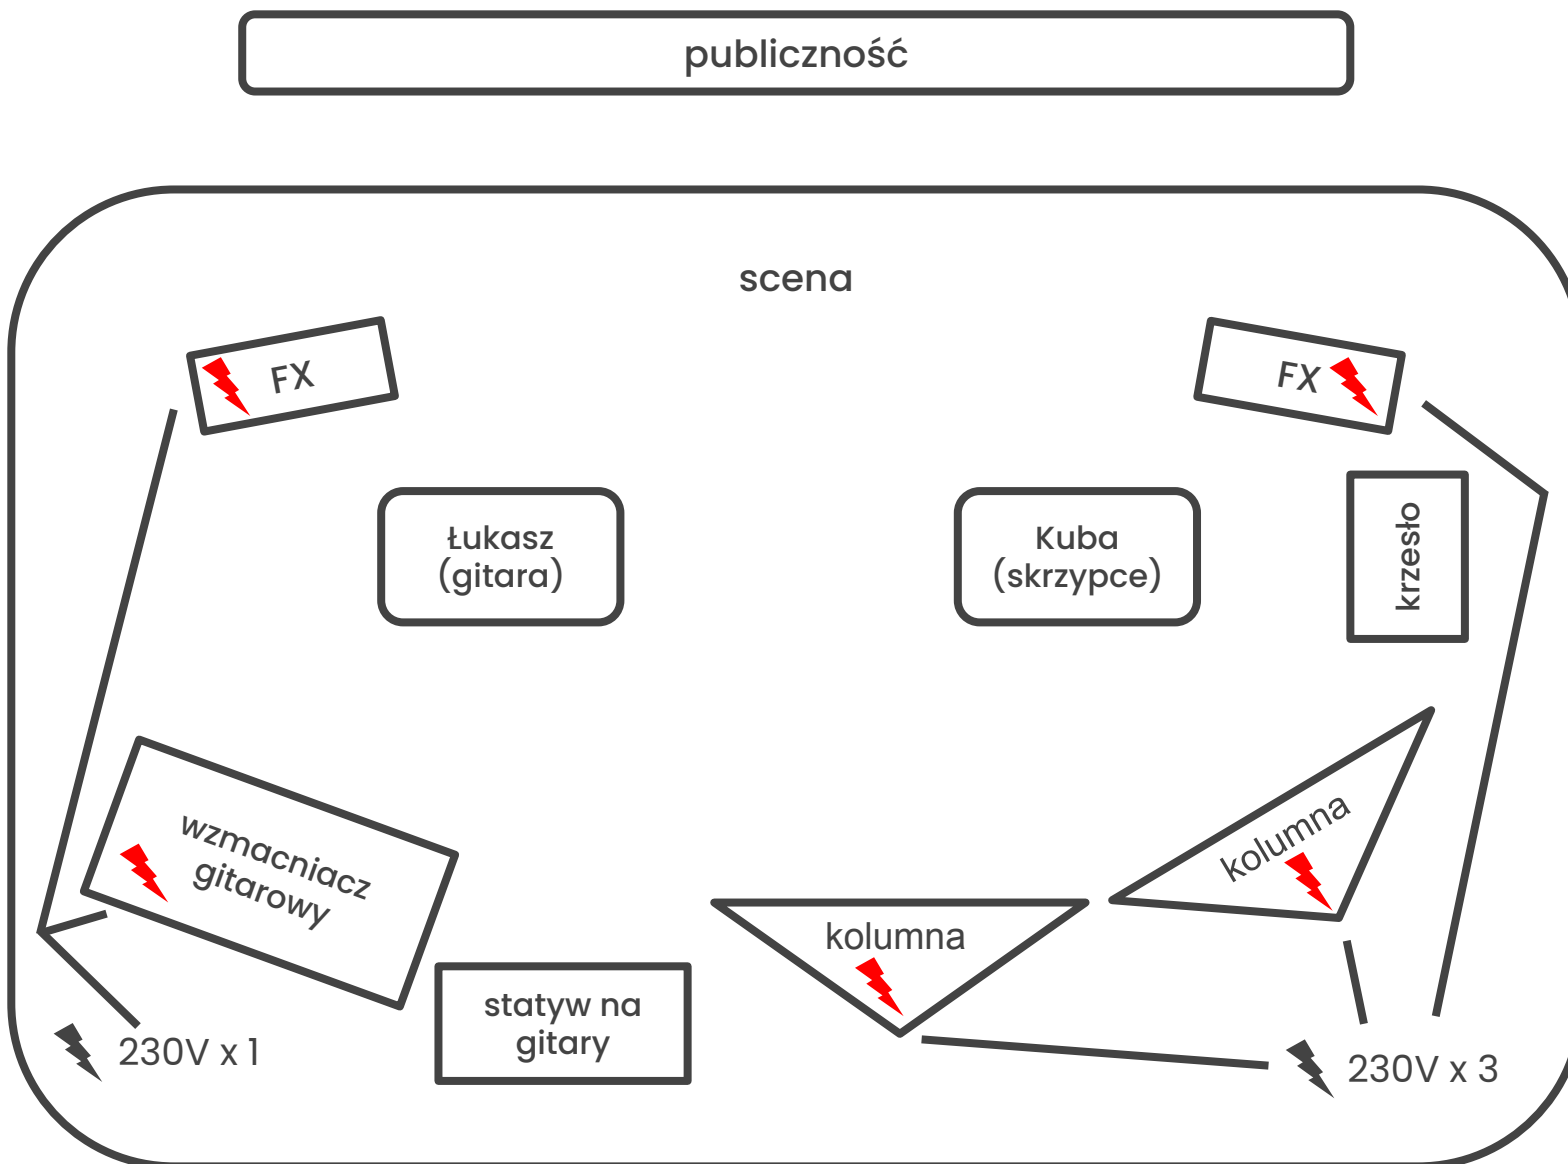 publiczność
scena
FX
FX
Łukasz
(gitara)
Kuba
(skrzypce)
krzesło
wzmacniacz
gitarowy
kolumna
kolumna
statyw na
gitary
230V x 1
230V x 3